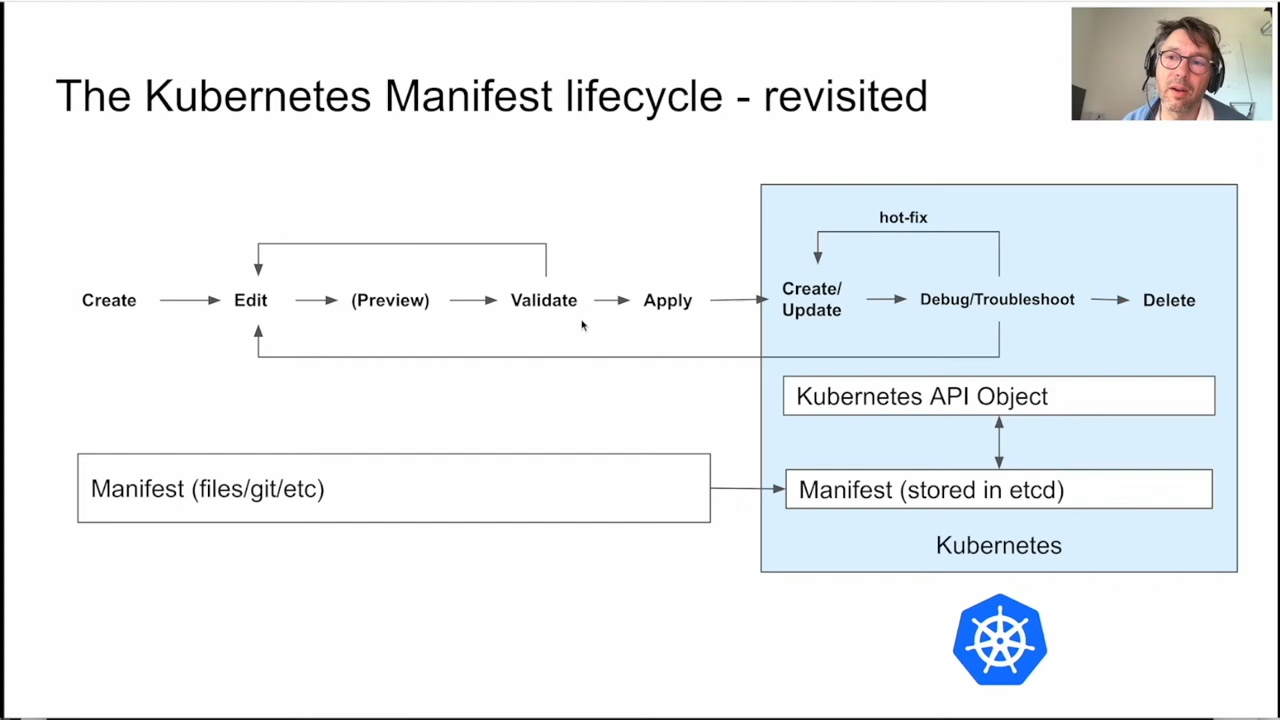 The Kubernetes Manifest lifecycle - revisited
hot-fix
Create
Edit
(Preview)
Validate
Apply
Create/
Update
Debug/Troubleshoot
Delete
Kubernetes API Object
Manifest (files/git/etc)
Manifest (stored in etcd)
Kubernetes